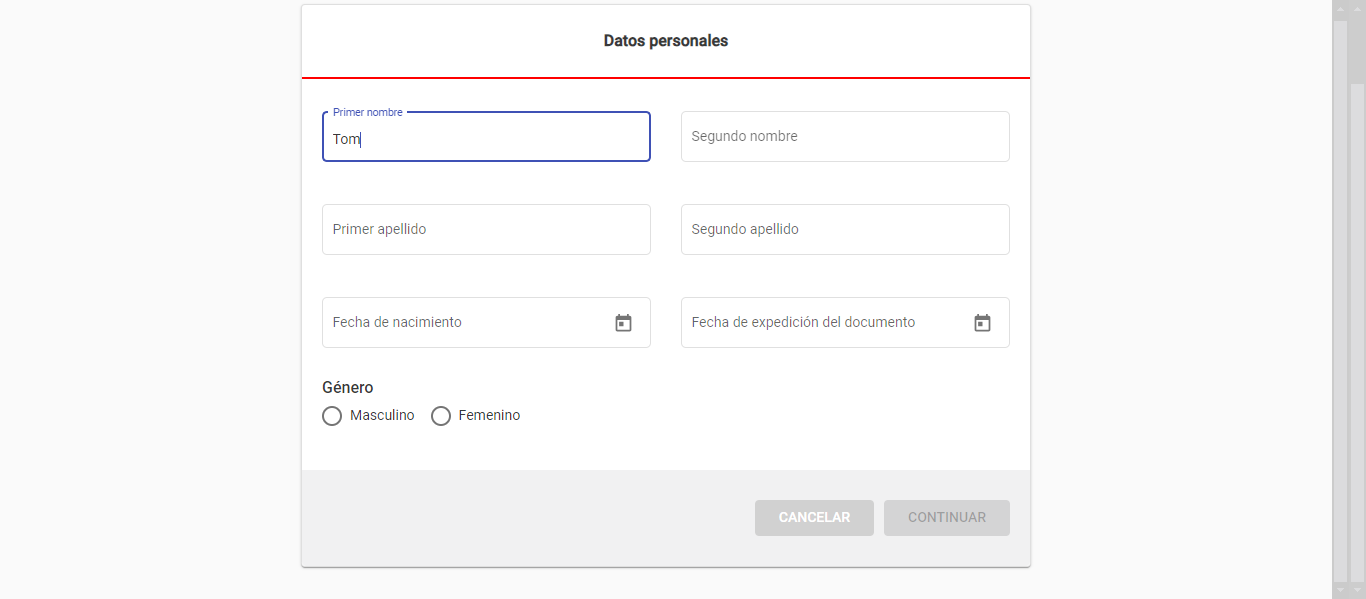 Datos personales
Primer nombre
Tom
Segundo nombre
Primer apellido
Segundo apellido
Fecha de nacimiento
Fecha de expedición del documento
Género
Masculino
Femenino
CANCELAR
CONTINUAR